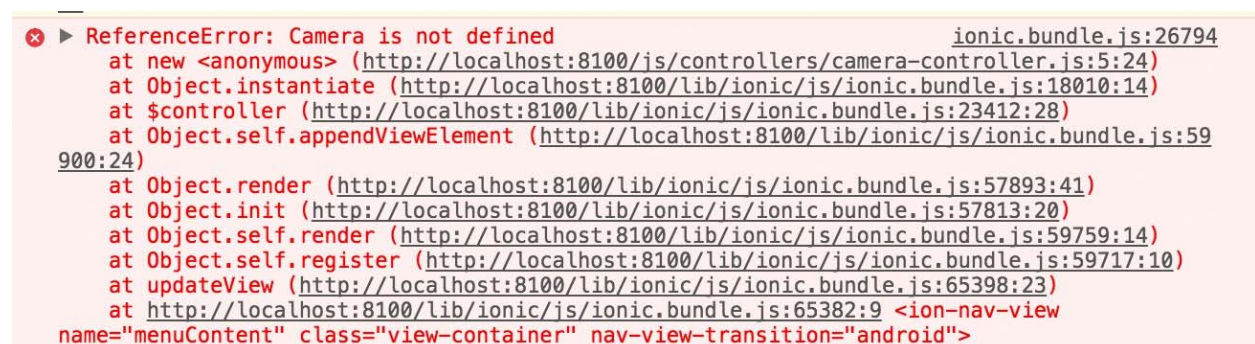 ReferenceError: Camera is not defined ionic.bundle.js:26794
at new <anonymous> (http://localhost:8100/js/controllers/camera-controller.js:5:24)
at Object.instantiate (http://localhost:8100/lib/ionic/js/ionic.bundle.js:18010:14)
at $controller (http://localhost:8100/lib/ionic/js/ionic.bundle.js:23412:28)
at Object.self.appendViewElement (http://localhost:8100/lib/ionic/js/ionic.bundle.js:59
900:24)
at Object.render (http://localhost:8100/lib/ionic/js/ionic.bundle.js:57893:41)
at Object.init (http://localhost:8100/lib/ionic/js/ionic.bundle.js:57813:20)
at Object.self.render (http://localhost:8100/lib/ionic/js/ionic.bundle.js:59759:14)
at Object.self.register (http://localhost:8100/lib/ionic/js/ionic.bundle.js:59717:10)
at updateView (http://localhost:8100/lib/ionic/js/ionic.bundle.js:65398:23)
at http://localhost:8100/lib/ionic/js/ionic.bundle.js:65382:9 <ion-nav-view
name="menuContent" class="view-container" nav-view-transition="android">